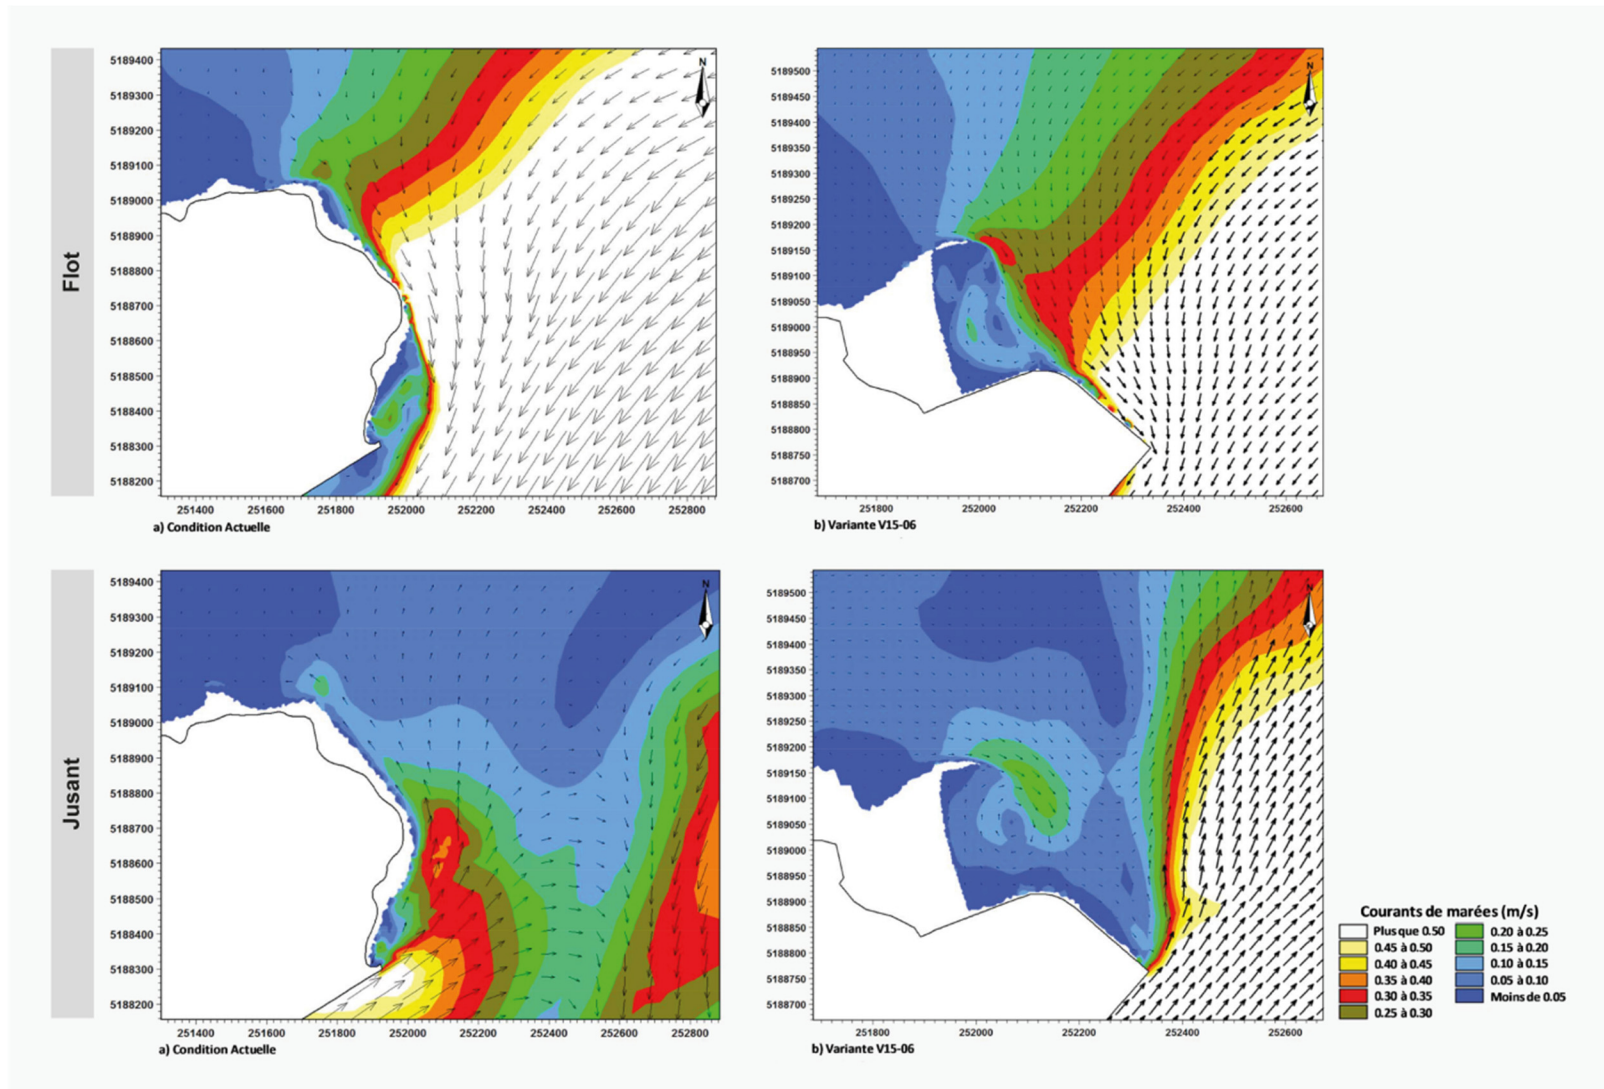 Flot
N
5189400
5189300
5189200
5189100
5189000
5188900
5188800
5188700
5188600
5188500
5188400
5188300
5188200
251400 251600 251800 252000 252200 252400 252600 252800
a) Condition Actuelle
N
5189500
5189450
5189400
5189350
5189300
5189250
5189200
5189150
5189100
5189050
5189000
5188950
5188900
5188850
5188800
5188750
5188700
251800 252000 252200 252400 252600
b) Variante V15-06
Jusant
N
5189400
5189300
5189200
5189100
5189000
5188900
5188800
5188700
5188600
5188500
5188400
5188300
5188200
251400 251600 251800 252000 252200 252400 252600 252800
a) Condition Actuelle
N
5189500
5189450
5189400
5189350
5189300
5189250
5189200
5189150
5189100
5189050
5189000
5188950
5188900
5188850
5188800
5188750
5188700
251800 252000 252200 252400 252600
b) Variante V15-06
Courants de marées (m/s)
Plus que 0.50
0.45 à 0.50
0.40 à 0.45
0.35 à 0.40
0.30 à 0.35
0.25 à 0.30
0.20 à 0.25
0.15 à 0.20
0.10 à 0.15
0.05 à 0.10
Moins de 0.05